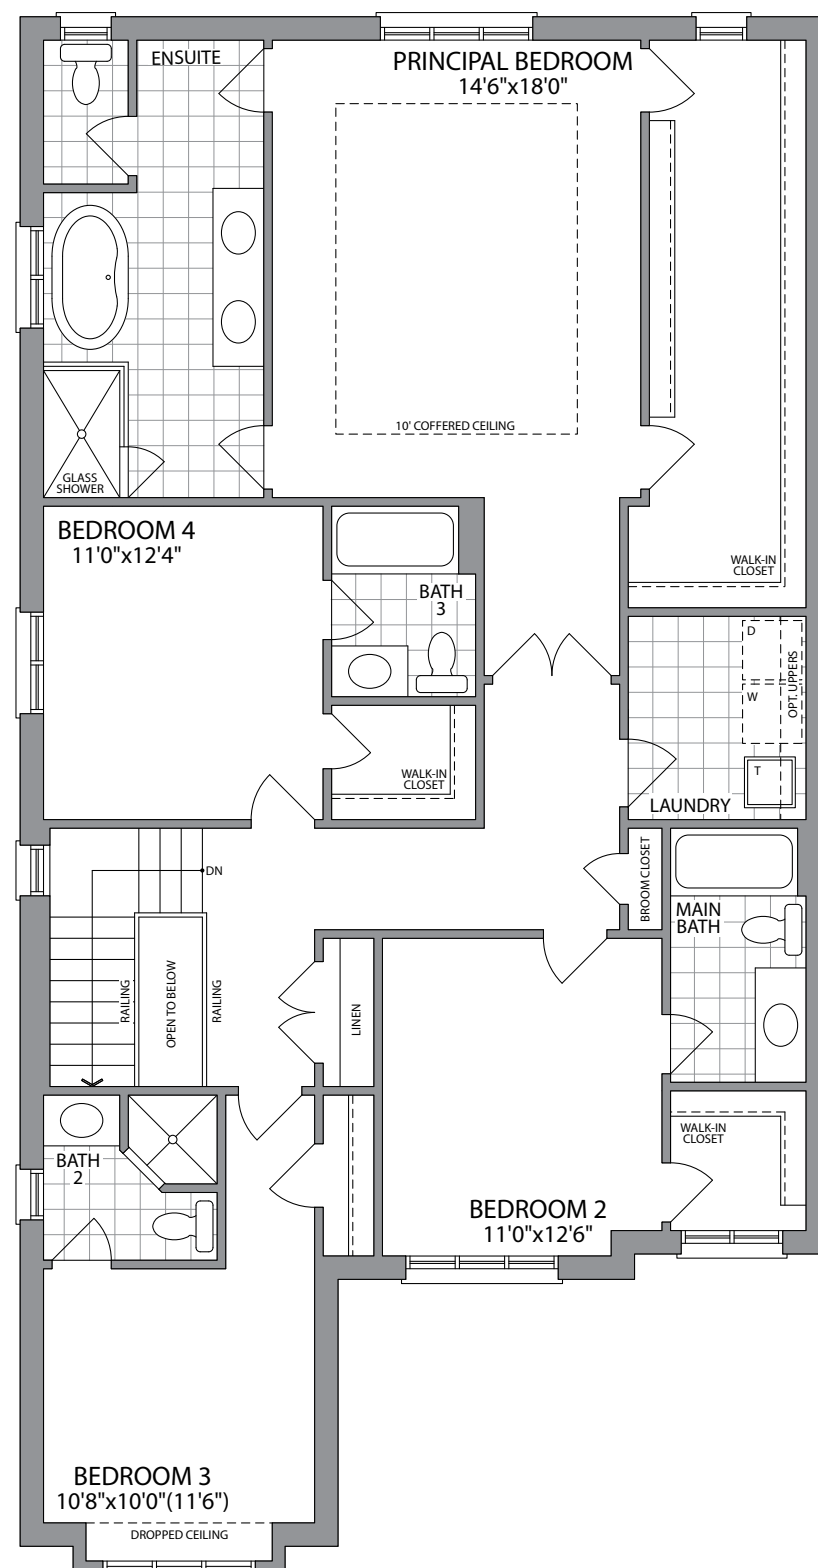 ENSUITE
PRINCIPAL BEDROOM
14'6"x18'0"
10' COFFERED CEILING
GLASS
SHOWER
BEDROOM 4
11'0"x12'4"
BATH
3
WALK-IN
CLOSET
D
W
OPT. UPPERS
T
LAUNDRY
WALK-IN
CLOSET
DN
BROOM CLOSET
MAIN
BATH
RAILING
OPEN TO BELOW
RAILING
LINEN
BATH
2
WALK-IN
CLOSET
BEDROOM 2
11'0"x12'6"
BEDROOM 3
10'8"x10'0"(11'6")
DROPPED CEILING